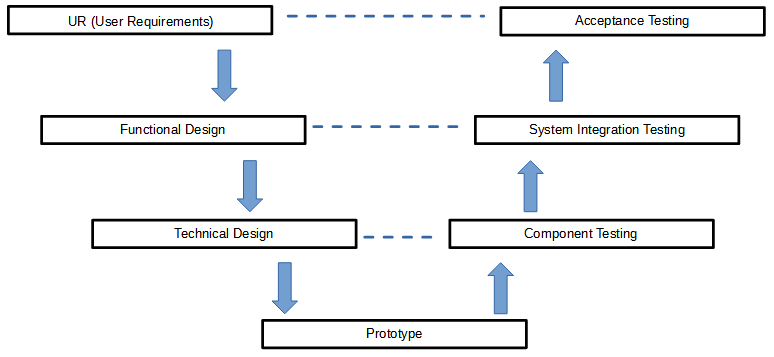 UR (User Requirements)
Acceptance Testing
Functional Design
System Integration Testing
Technical Design
Component Testing
Prototype